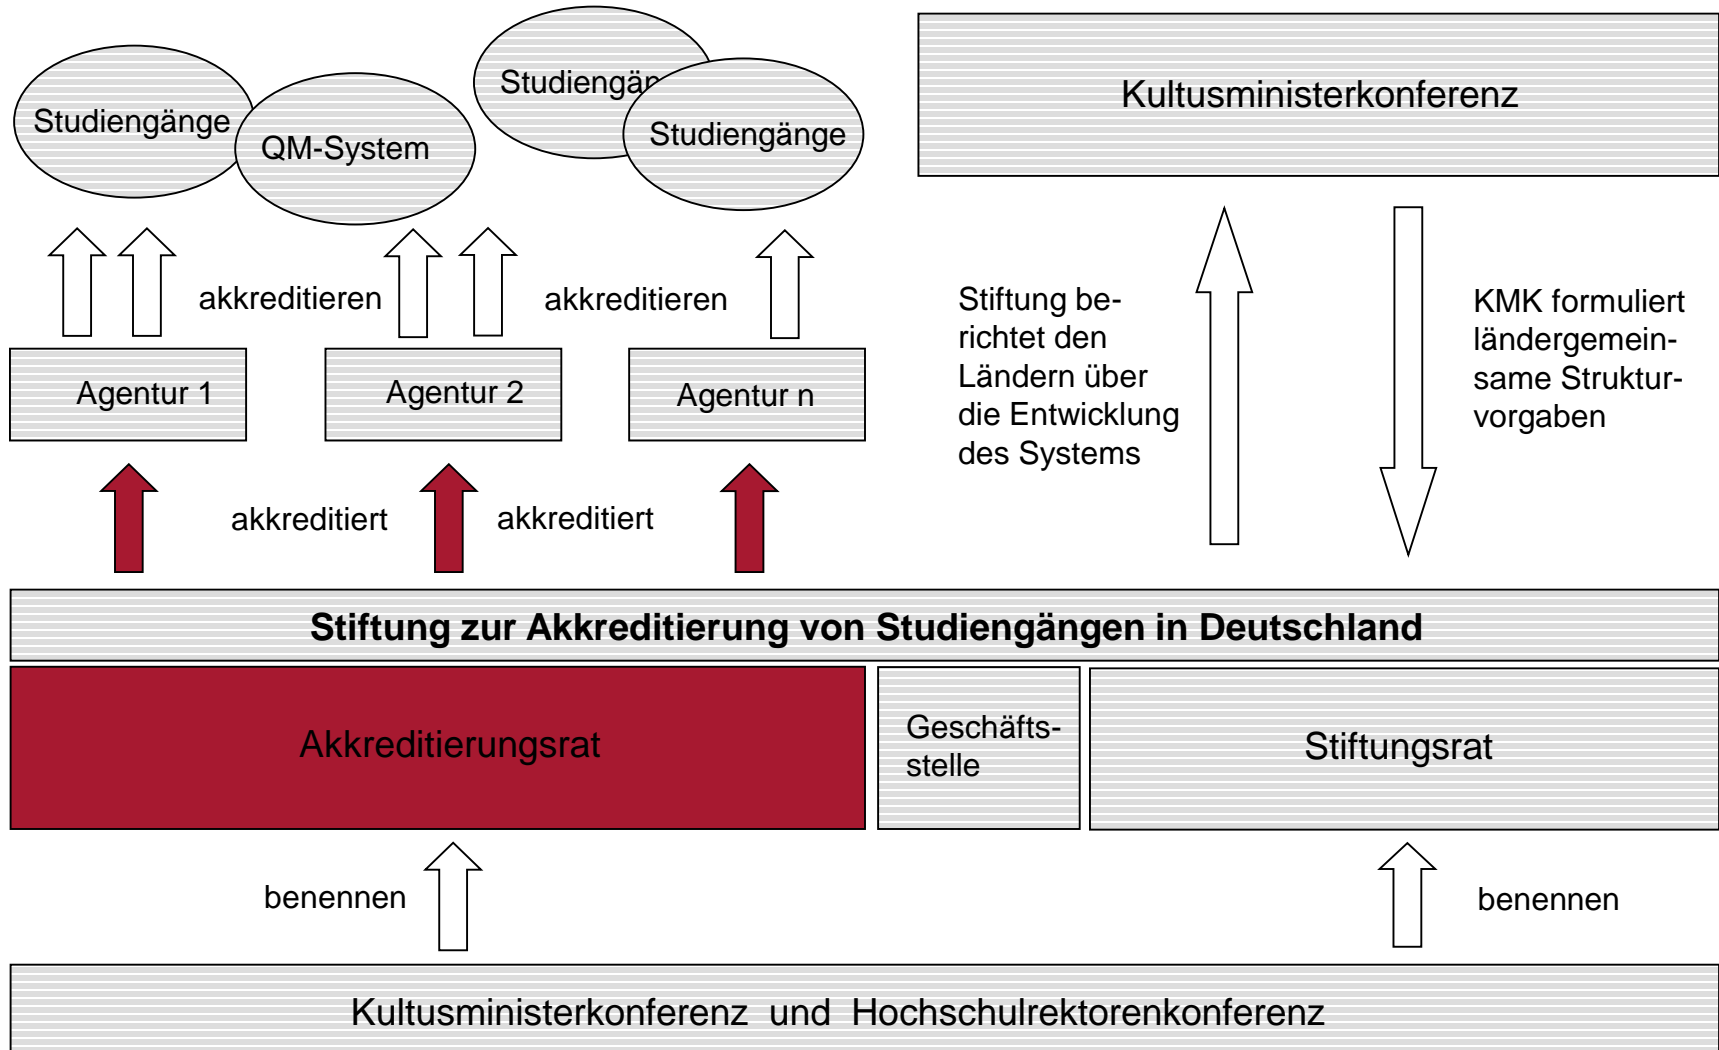 Studiengänge
QM-System
Studiengän
Studiengänge
Kultusministerkonferenz
akkreditieren
akkreditieren
Stiftung be-
richtet den
Ländern über
die Entwicklung
des Systems
KMK formuliert
ländergemein-
same Struktur-
vorgaben
Agentur 1
Agentur 2
Agentur n
akkreditiert
akkreditiert
Stiftung zur Akkreditierung von Studiengängen in Deutschland
Akkreditierungsrat
Geschäfts-
stelle
Stiftungsrat
benennen
benennen
Kultusministerkonferenz und Hochschulrektorenkonferenz